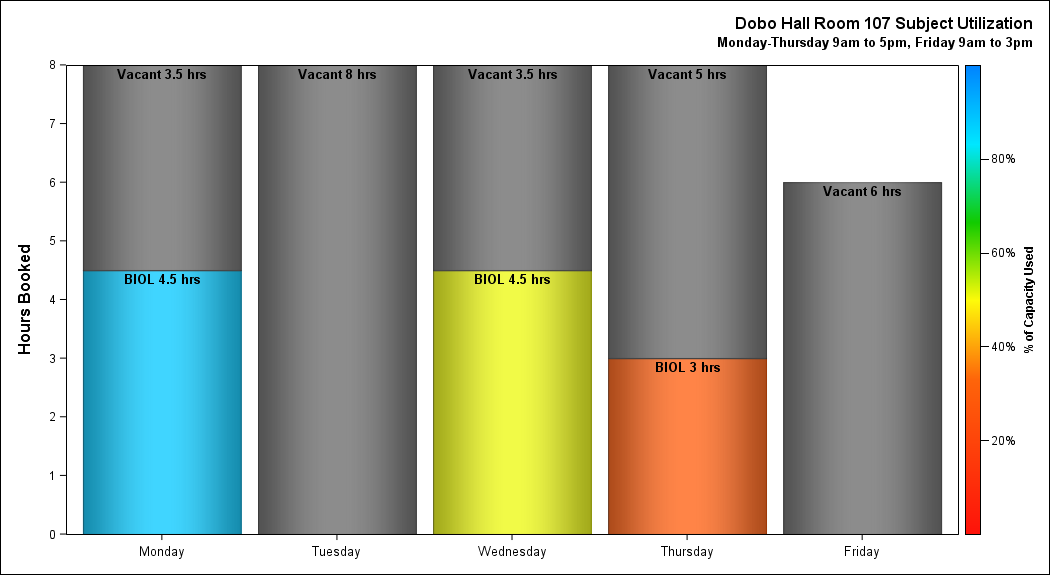 Dobo Hall Room 107 Subject Utilization
Monday-Thursday 9am to 5pm, Friday 9am to 3pm
Hours Booked
8
7
6
5
4
3
2
1
0
Vacant 3.5 hrs
BIOL 4.5 hrs
Vacant 8 hrs
Vacant 3.5 hrs
BIOL 4.5 hrs
Vacant 5 hrs
BIOL 3 hrs
Vacant 6 hrs
Monday
Tuesday
Wednesday
Thursday
Friday
80%
60%
40%
20%
% of Capacity Used